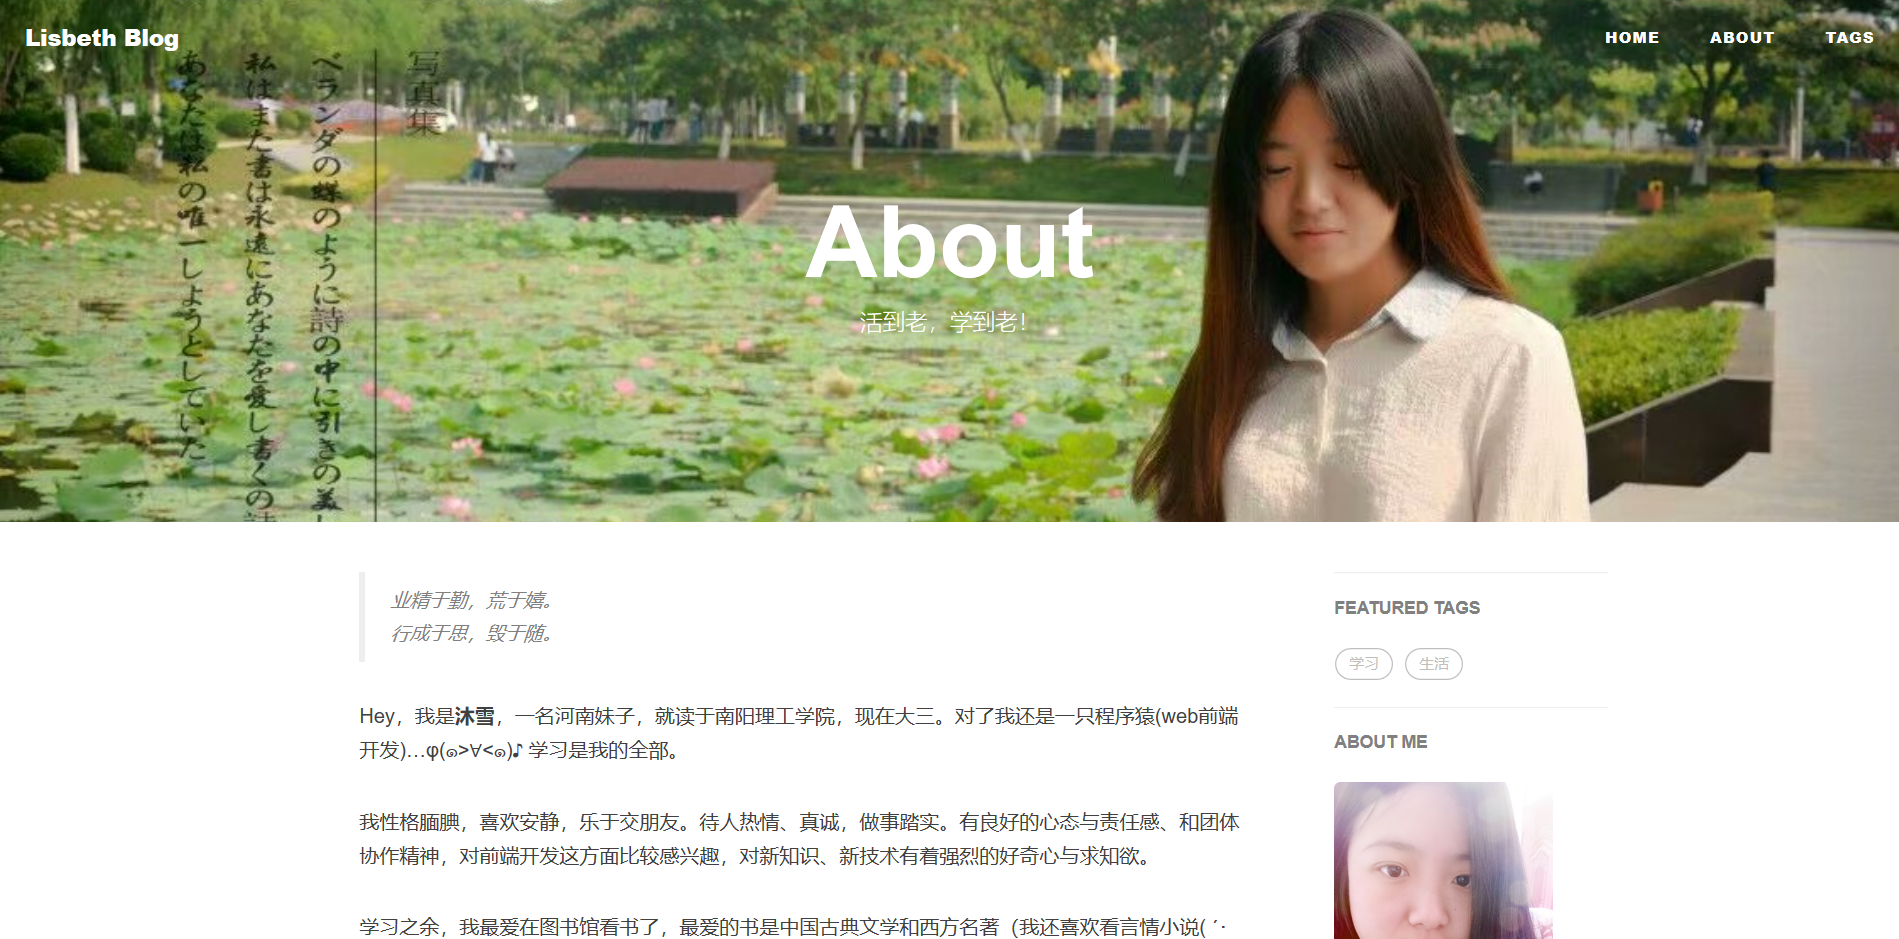 Lisbeth Blog
HOME
ABOUT
TAGS
写真集
ベランダの蝶のように詩の中に引きの美し
私はまた書は永遠にあなたを愛し書くの詩
あなたは私の唯一しようとしていた
About
活到老，学到老！
业精于勤，荒于嬉。
行成于思，毁于随。
Hey，我是沐雪，一名河南妹子，就读于南阳理工学院，现在大三。对了我还是一只程序猿(web前端
开发)…φ(๑>∀<๑)♪ 学习是我的全部。
我性格腼腆，喜欢安静，乐于交朋友。待人热情、真诚，做事踏实。有良好的心态与责任感、和团体
协作精神，对前端开发这方面比较感兴趣，对新知识、新技术有着强烈的好奇心与求知欲。
学习之余，我最爱在图书馆看书了，最爱的书是中国古典文学和西方名著（我还喜欢看言情小说( ˊ·
FEATURED TAGS
学习
生活
ABOUT ME